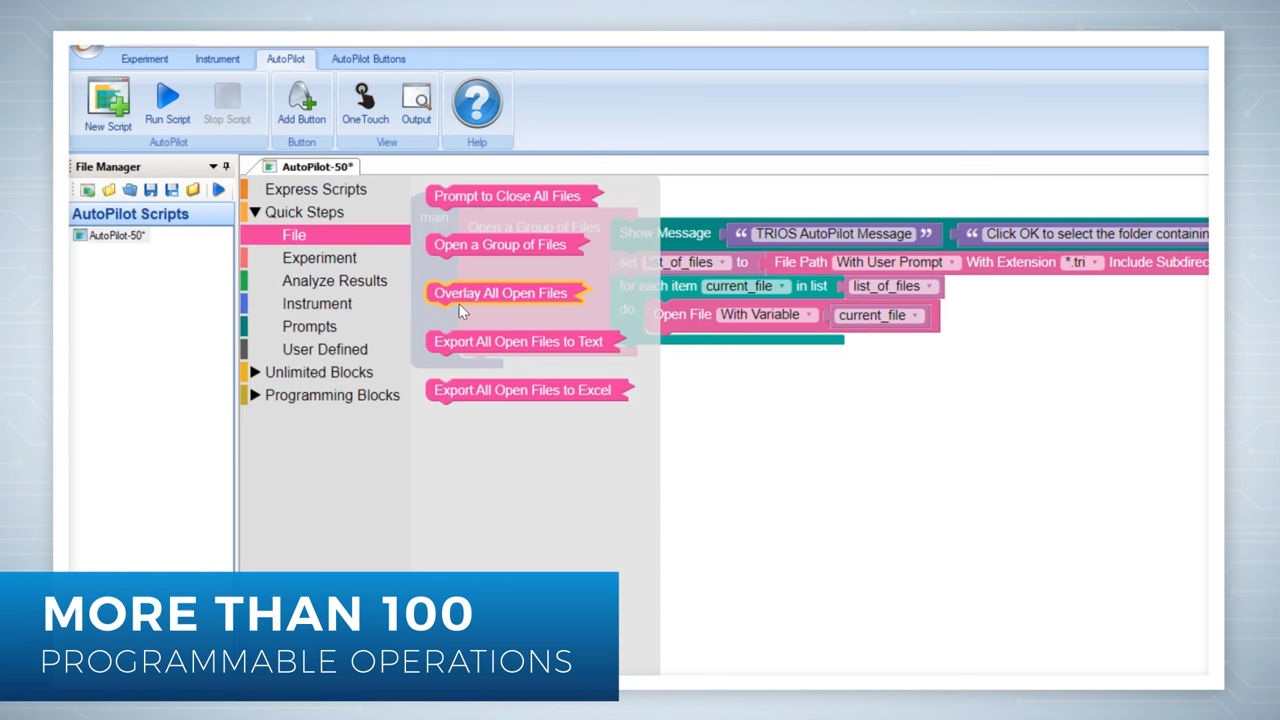 Experiment Instrument AutoPilot AutoPilot Buttons
New Script Run Script Stop Script Add Button OneTouch Output
AutoPilot Button View Help
File Manager
AutoPilot-50*
AutoPilot Scripts
AutoPilot-50*
Express Scripts
Quick Steps
File
Experiment
Analyze Results
Instrument
Prompts
User Defined
Unlimited Blocks
Programming Blocks
Prompt to Close All Files
Open a Group of Files
Overlay All Open Files
Export All Open Files to Text
Export All Open Files to Excel
main
Open a Group of Files
Show Message “ TRIOS AutoPilot Message ” “ Click OK to select the folder containin
set list_of_files to File Path With User Prompt With Extension *.tri Include Subdirec
for each item current_file in list list_of_files
do Open File With Variable current_file
MORE THAN 100
PROGRAMMABLE OPERATIONS